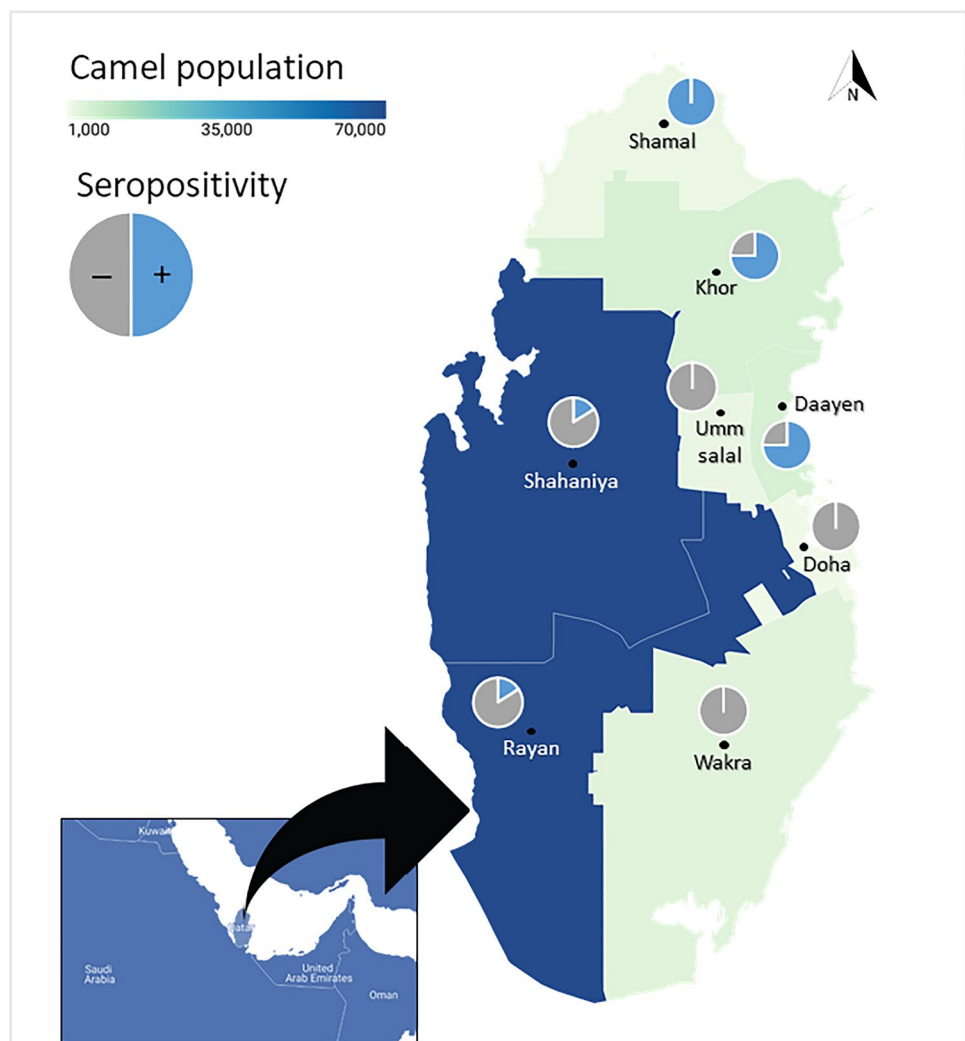 Camel population
1,000 35,000 70,000
Seropositivity
– +
N
Shamal
Khor
Daayen
Umm
salal
Shahaniya
Doha
Rayan
Wakra
Kuwait
Qatar
Saudi
Arabia
United
Arab Emirates
Oman